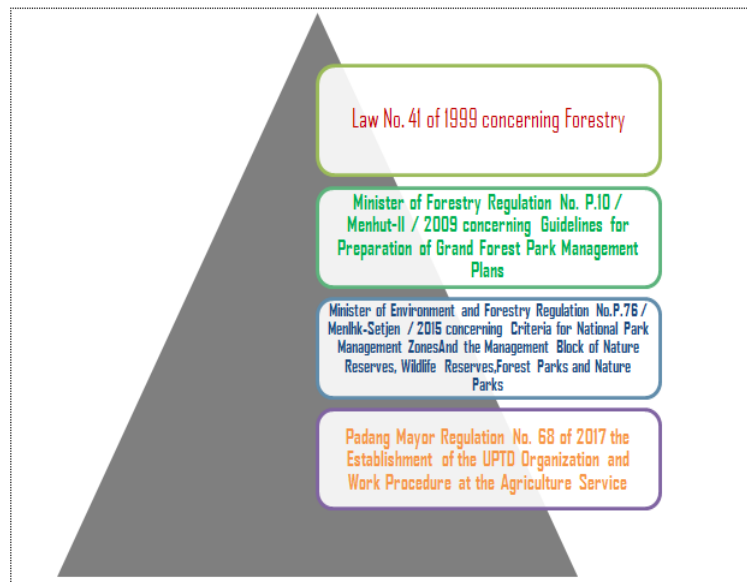 Law No. 41 of 1999 concerning Forestry
Minister of Forestry Regulation No. P.10 /
Menhut-II / 2009 concerning Guidelines for
Preparation of Grand Forest Park Management
Plans
Minister of Environment and Forestry Regulation No.P.76 /
Menlhk-Setjen / 2015 concerning Criteria for National Park
Management ZonesAnd the Management Block of Nature
Reserves, Wildlife Reserves,Forest Parks and Nature
Parks
Padang Mayor Regulation No. 68 of 2017 the
Establishment of the UPTD Organization and
Work Procedure at the Agriculture Service